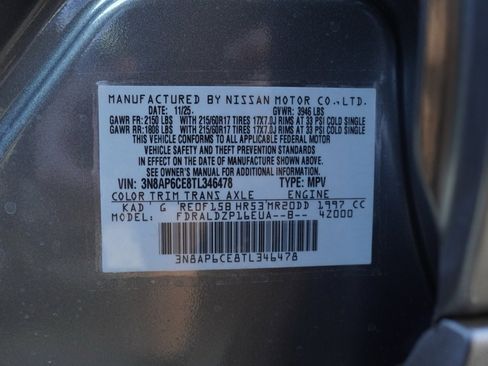 MANUFACTURED BY NISSAN MOTOR CO., LTD.
DATE: 11/25 GVWR: 3946 LBS
GAWR FR: 2150 LBS WITH 215/60R17 TIRES 17X7.0J RIMS AT 33 PSI COLD SINGLE
GAWR RR: 1808 LBS WITH 215/60R17 TIRES 17X7.0J RIMS AT 33 PSI COLD SINGLE
THIS VEHICLE CONFORMS TO ALL APPLICABLE FEDERAL MOTOR
VEHICLE SAFETY AND THEFT PREVENTION STANDARDS
IN EFFECT ON THE DATE OF MANUFACTURE SHOWN ABOVE.
SEE OWNER'S MANUAL FOR ADDITIONAL INFORMATION.
VIN: 3N8AP6CE8TL346478 TYPE: MPV
COLOR TRIM TRANS AXLE ENGINE
KAD G RE0F15B HR53 MR20DD 1997 CC
MODEL: FDRALDZP16EUA--B-- 42000
3N8AP6CE8TL346478